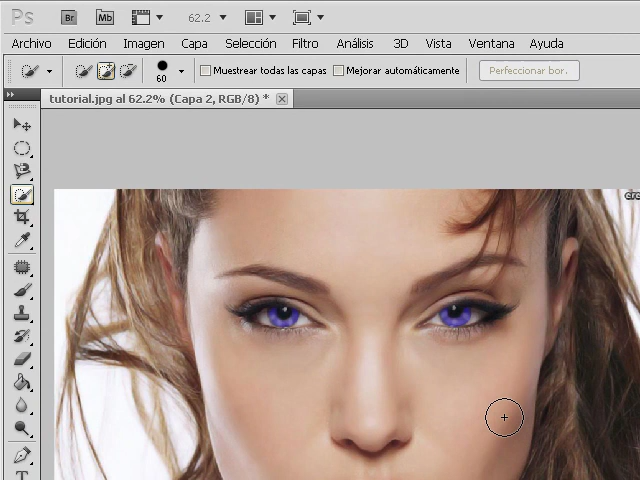 Ps Br Mb 62.2
Archivo Edición Imagen Capa Selección Filtro Análisis 3D Vista Ventana Ayuda
60 Muestrear todas las capas Mejorar automáticamente Perfeccionar bor.
tutorial.jpg al 62.2% (Capa 2, RGB/8) *
T